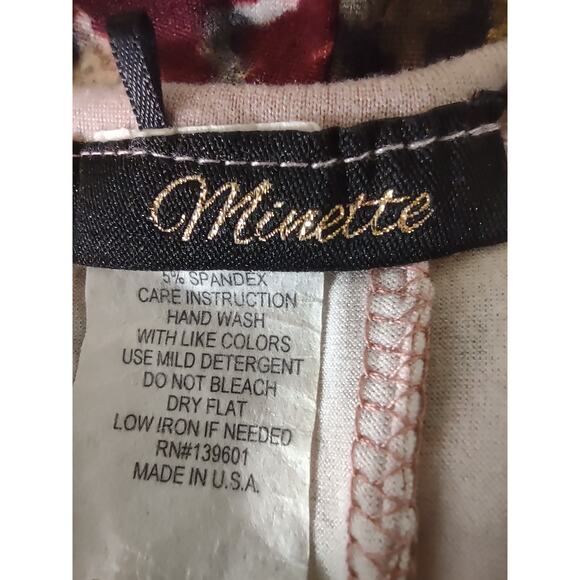 Minette
5% SPANDEX
CARE INSTRUCTION
HAND WASH
WITH LIKE COLORS
USE MILD DETERGENT
DO NOT BLEACH
DRY FLAT
LOW IRON IF NEEDED
RN#139601
MADE IN U.S.A.